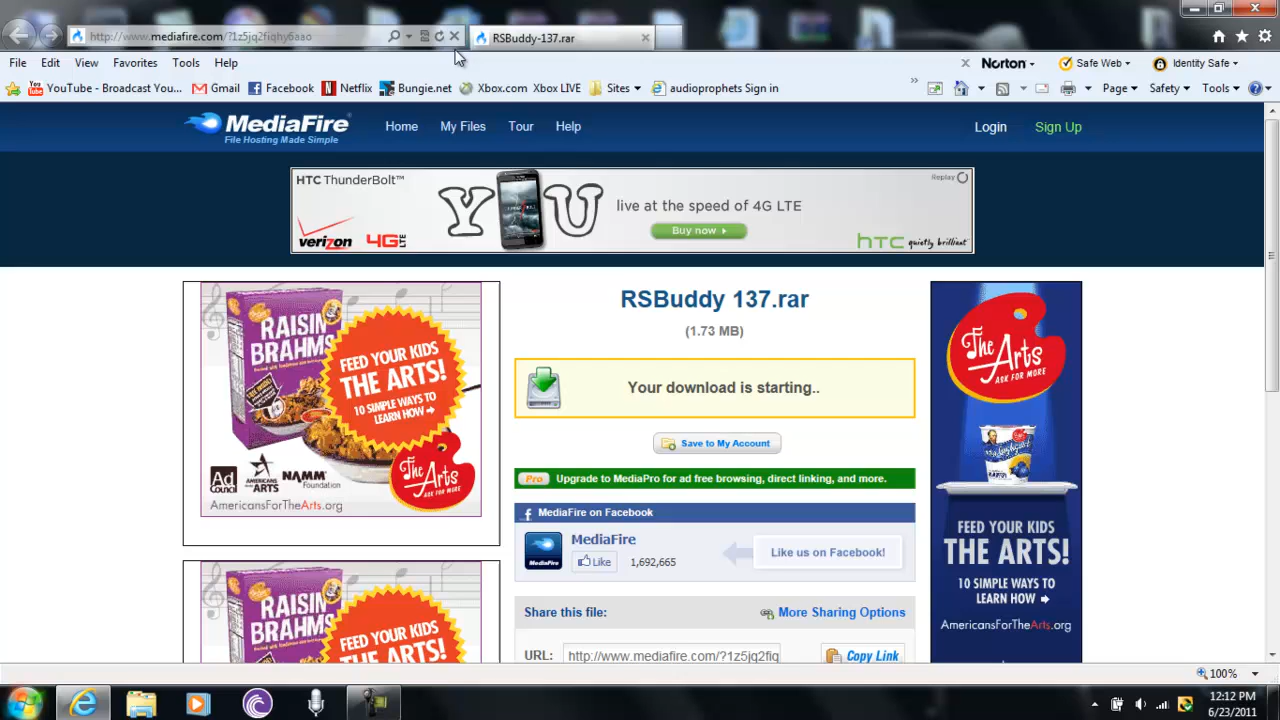 http://www.mediafire.com/?1z5jq2fiqhy6aao
RSBuddy-137.rar
File Edit View Favorites Tools Help
Norton Safe Web Identity Safe
YouTube - Broadcast You... Gmail Facebook Netflix Bungie.net Xbox.com Xbox LIVE Sites audioprophets Sign in
Page Safety Tools
MediaFire
File Hosting Made Simple
Home My Files Tour Help
Login Sign Up
HTC ThunderBolt™
verizon 4G LTE
YOU
live at the speed of 4G LTE
Buy now
Replay
htc quietly brilliant
RAISIN BRAHMS
FEED YOUR KIDS
THE ARTS!
10 SIMPLE WAYS TO
LEARN HOW
Ad Council
AMERICANS for the ARTS
NAMM Foundation
The Arts
ASK FOR MORE
AmericansForTheArts.org
RAISIN BRAHMS
FEED YOUR KIDS
THE ARTS!
RSBuddy 137.rar
(1.73 MB)
Your download is starting..
Save to My Account
Pro Upgrade to MediaPro for ad free browsing, direct linking, and more.
MediaFire on Facebook
MediaFire
MediaFire
Like 1,692,665
Like us on Facebook!
Share this file: More Sharing Options
URL: http://www.mediafire.com/?1z5jq2fiq
Copy Link
The Arts
ASK FOR MORE
FEED YOUR KIDS
THE ARTS!
10 SIMPLE WAYS TO
LEARN HOW
AmericansForTheArts.org
100%
12:12 PM
6/23/2011